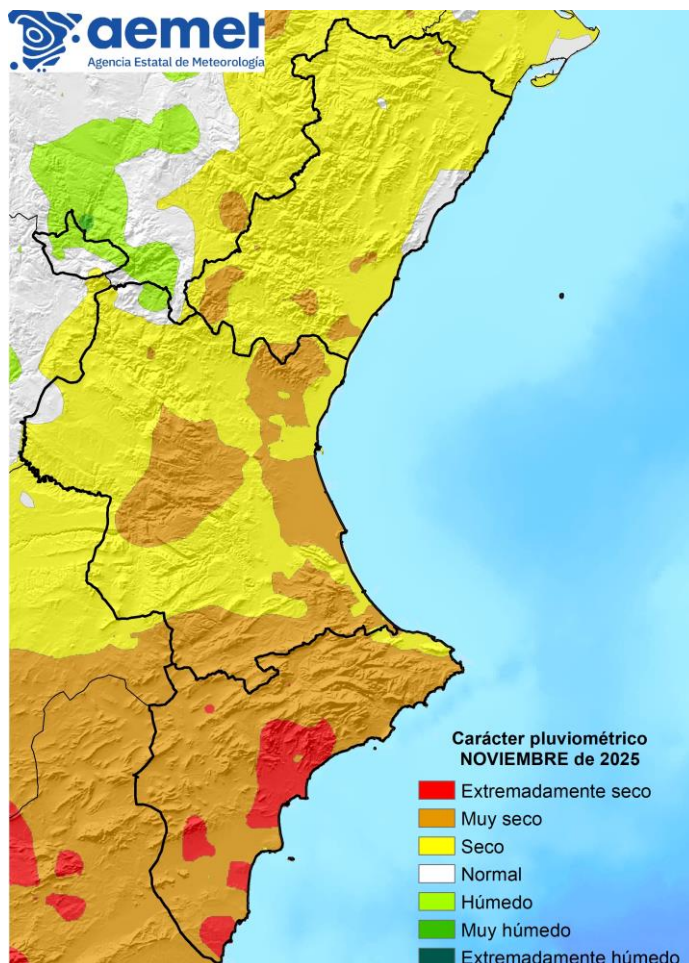 aemet
Agencia Estatal de Meteorología
Carácter pluviométrico
NOVIEMBRE de 2025
Extremadamente seco
Muy seco
Seco
Normal
Húmedo
Muy húmedo
Extremadamente húmedo